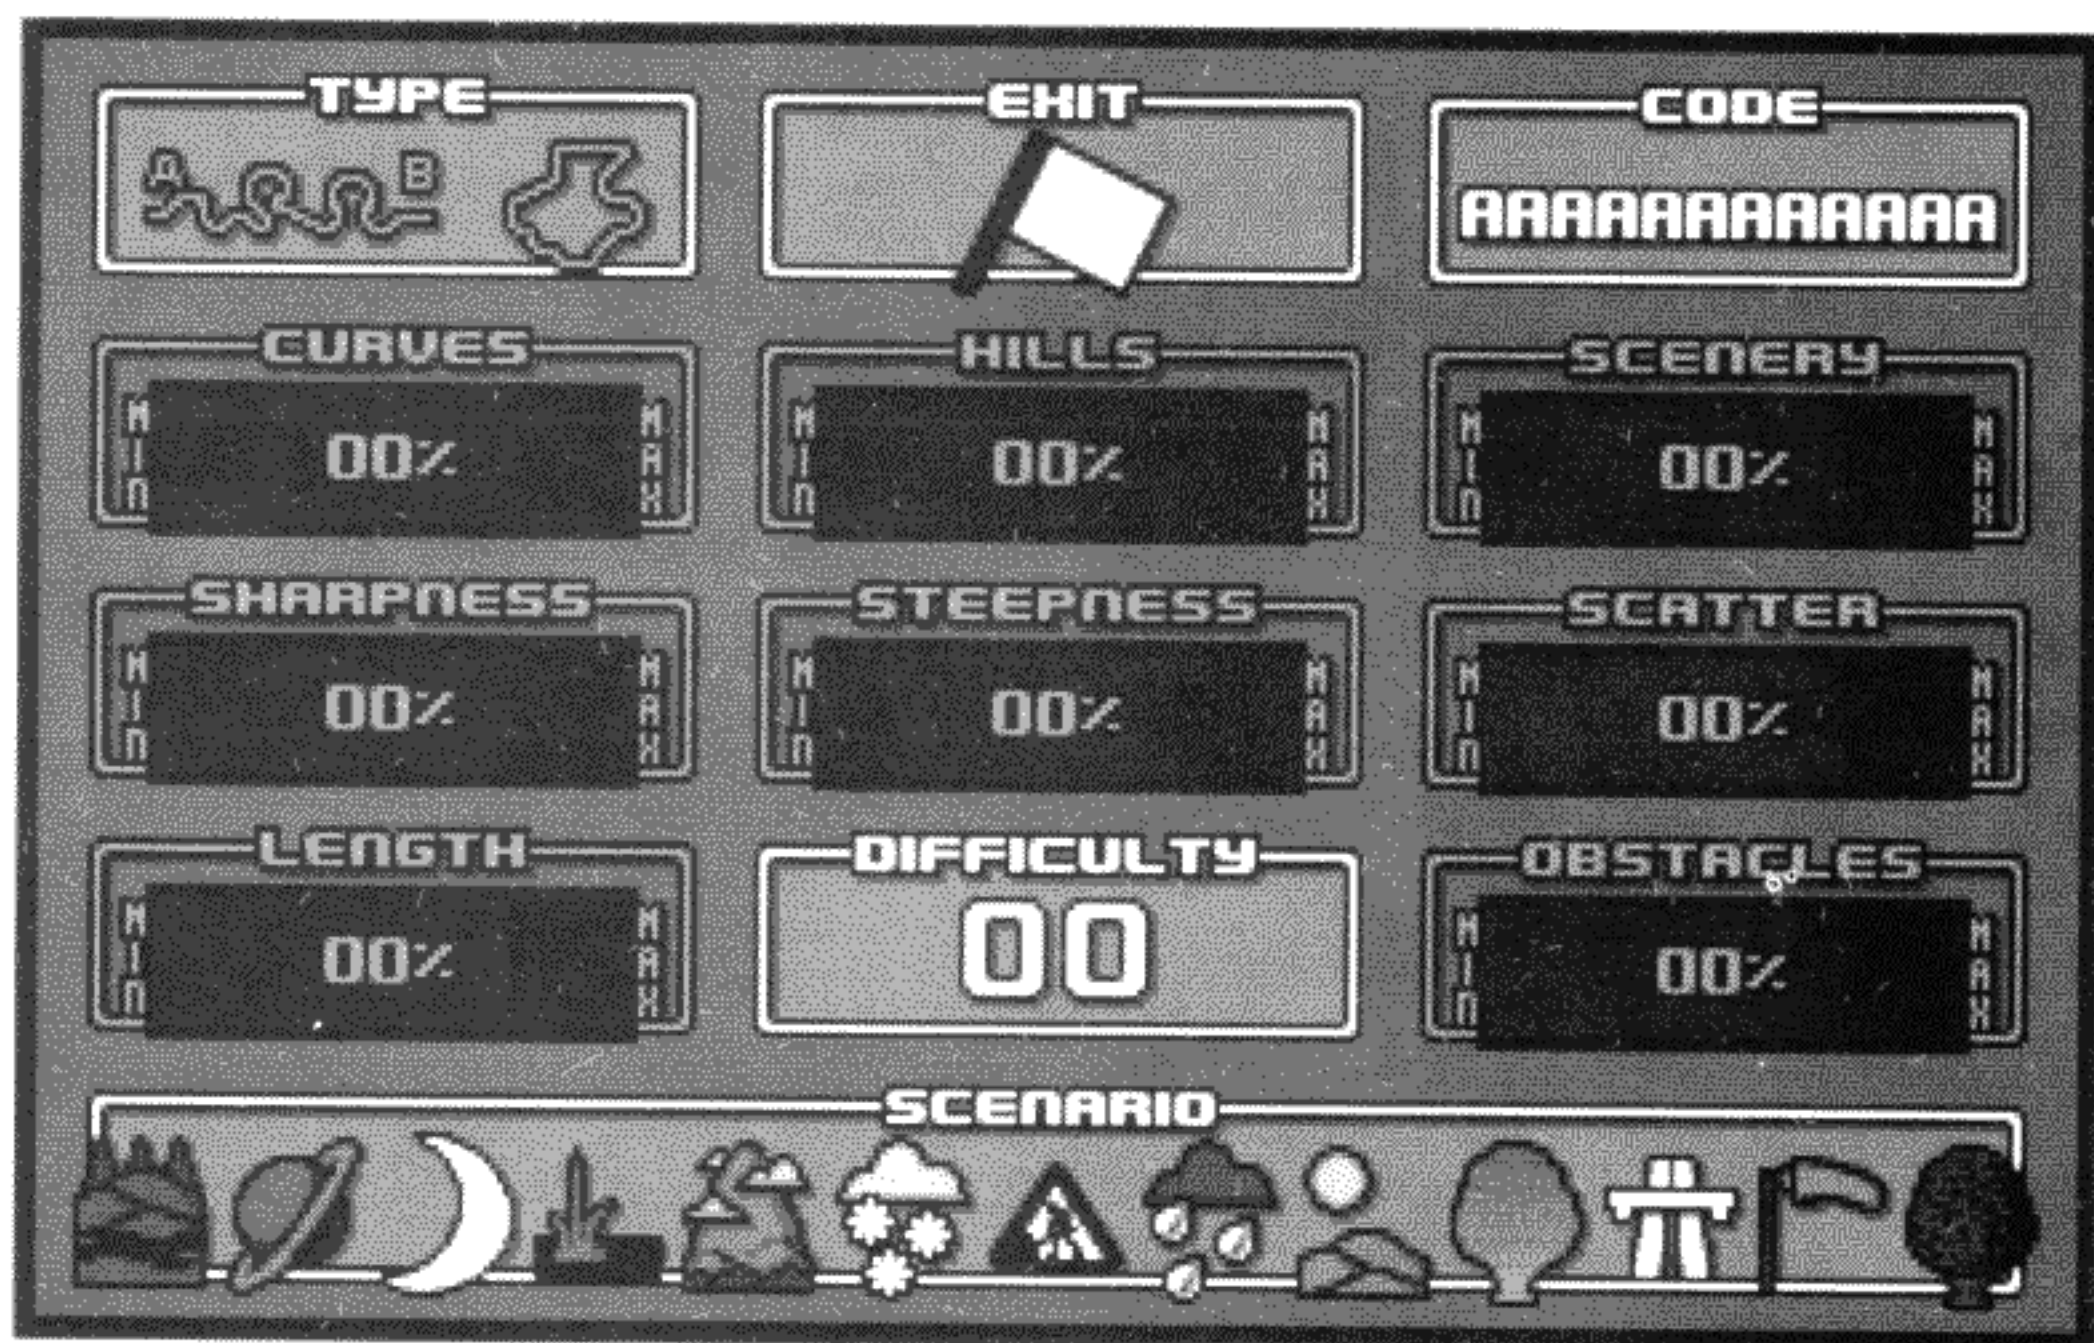 TYPE
A B
EXIT
CODE
AAAAAAAAAAAA
CURVES
MIN 00% MAX
HILLS
MIN 00% MAX
SCENERY
MIN 00% MAX
SHARPNESS
MIN 00% MAX
STEEPNESS
MIN 00% MAX
SCATTER
MIN 00% MAX
LENGTH
MIN 00% MAX
DIFFICULTY
00
OBSTACLES
MIN 00% MAX
SCENARIO